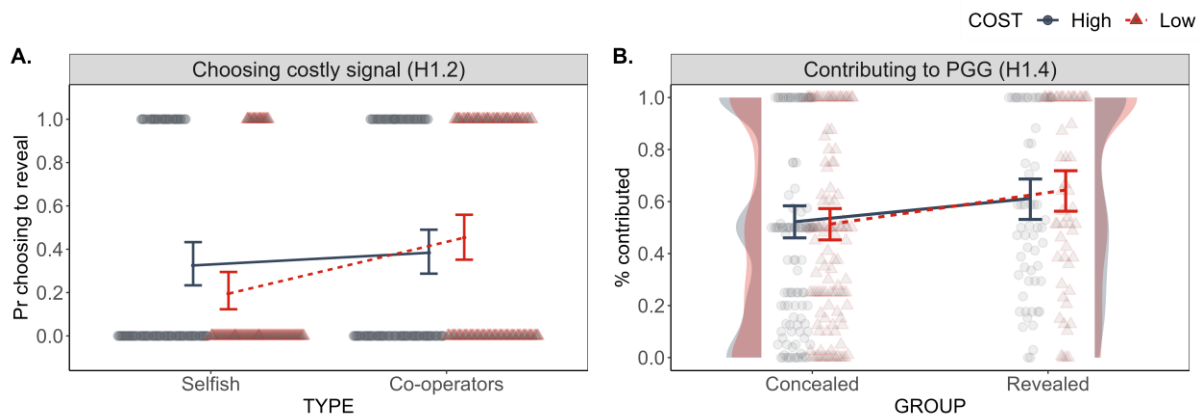 COST High Low
A.
Choosing costly signal (H1.2)
Pr choosing to reveal
1.0
0.8
0.6
0.4
0.2
0.0
Selfish Co-operators
TYPE
B.
Contributing to PGG (H1.4)
% contributed
1.0
0.8
0.6
0.4
0.2
0.0
Concealed Revealed
GROUP